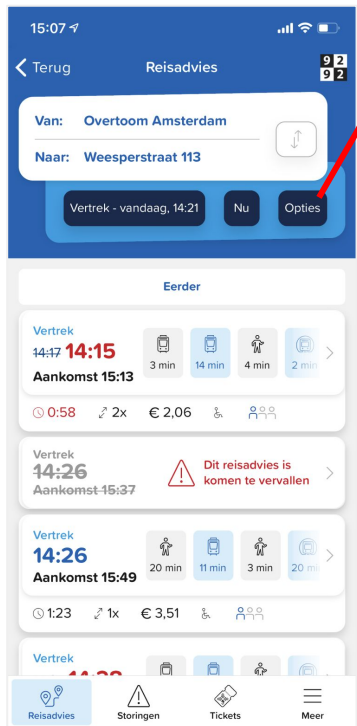 15:07
Terug
Reisadvies
92
92
Van: Overtoom Amsterdam
Naar: Weesperstraat 113
Vertrek - vandaag, 14:21
Nu
Opties
Eerder
Vertrek
14:17 14:15
Aankomst 15:13
3 min
14 min
4 min
2 min
0:58
2x
€ 2,06
Vertrek
14:26
Aankomst 15:37
Dit reisadvies is
komen te vervallen
Vertrek
14:26
Aankomst 15:49
20 min
11 min
3 min
1:23
1x
€ 3,51
Vertrek
Reisadvies
Storingen
Tickets
Meer